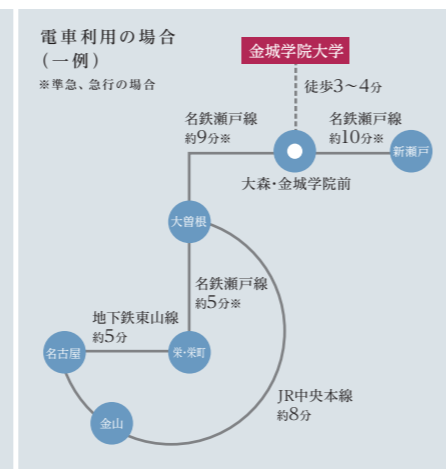 電車利用の場合
(一例)
※準急、急行の場合
金城学院大学
徒歩3〜4分
名鉄瀬戸線
約9分※
名鉄瀬戸線
約10分※
新瀬戸
大森・金城学院前
大曽根
名鉄瀬戸線
約5分※
地下鉄東山線
約5分
名古屋
栄・栄町
金山
JR中央本線
約8分